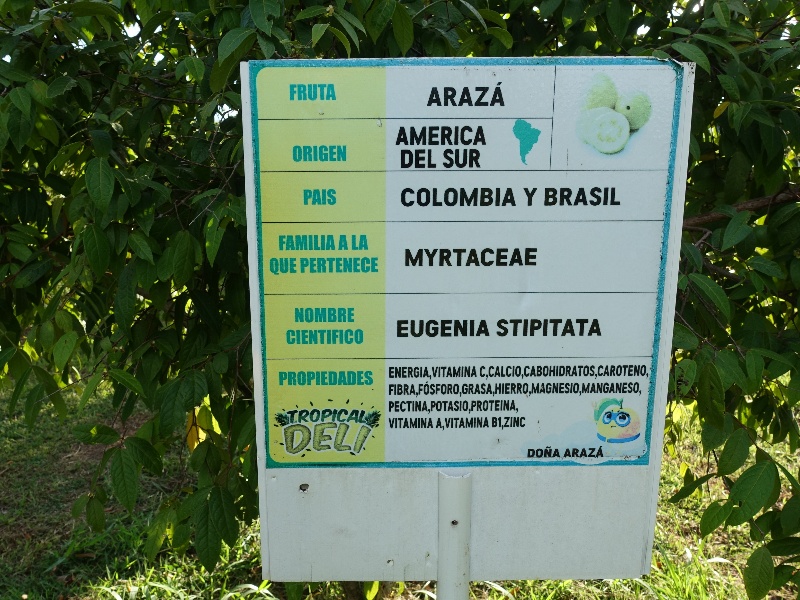 FRUTA
ARAZÁ
ORIGEN
AMERICA
DEL SUR
PAIS
COLOMBIA Y BRASIL
FAMILIA A LA
QUE PERTENECE
MYRTACEAE
NOMBRE
CIENTIFICO
EUGENIA STIPITATA
PROPIEDADES
ENERGIA,VITAMINA C,CALCIO,CABOHIDRATOS,CAROTENO,
FIBRA,FÓSFORO,GRASA,HIERRO,MAGNESIO,MANGANESO,
PECTINA,POTASIO,PROTEINA,
VITAMINA A,VITAMINA B1,ZINC
TROPICAL
DELI
DOÑA ARAZÁ